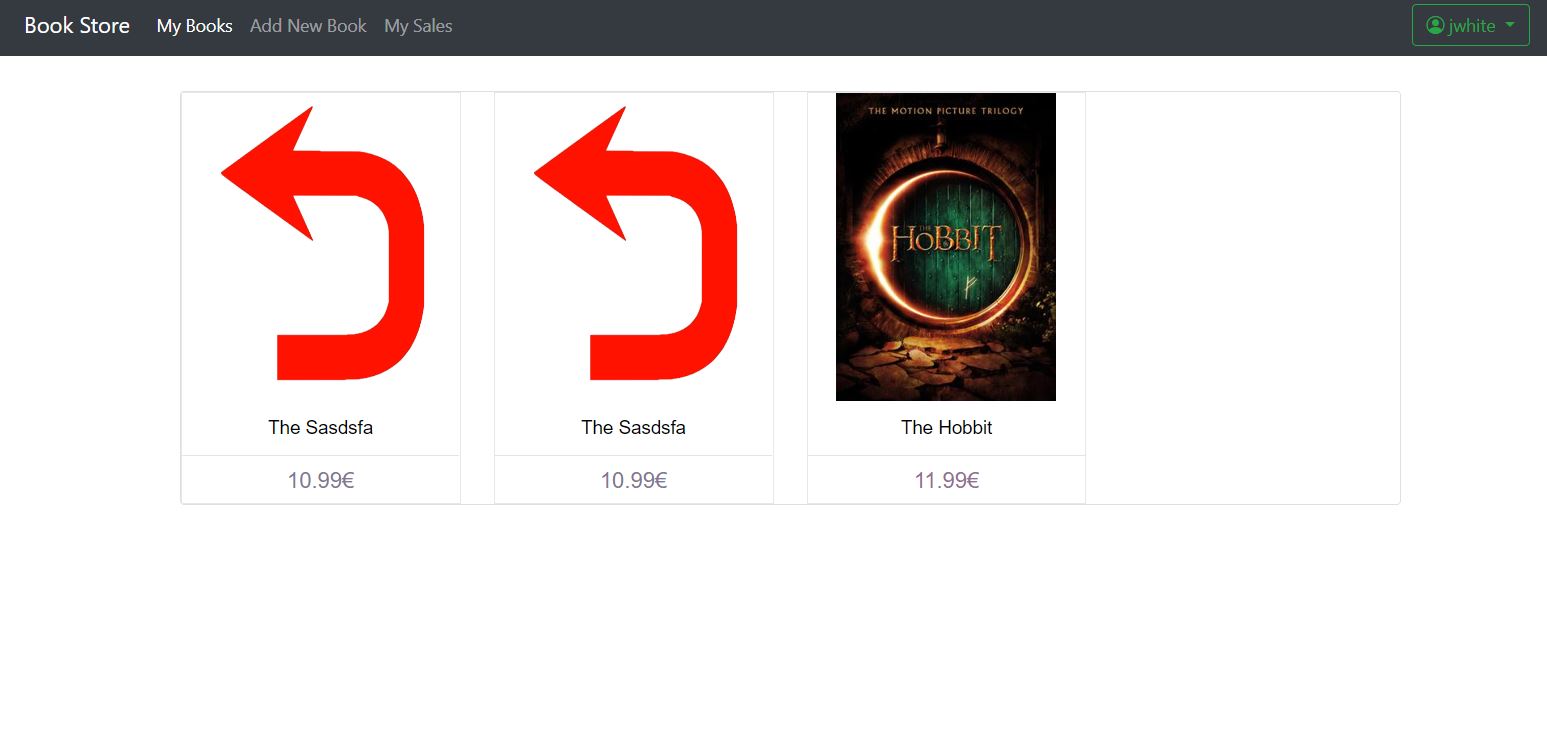 Book Store My Books Add New Book My Sales jwhite
THE MOTION PICTURE TRILOGY
THE
HOBBIT
The Sasdsfa The Sasdsfa The Hobbit
10.99€ 10.99€ 11.99€